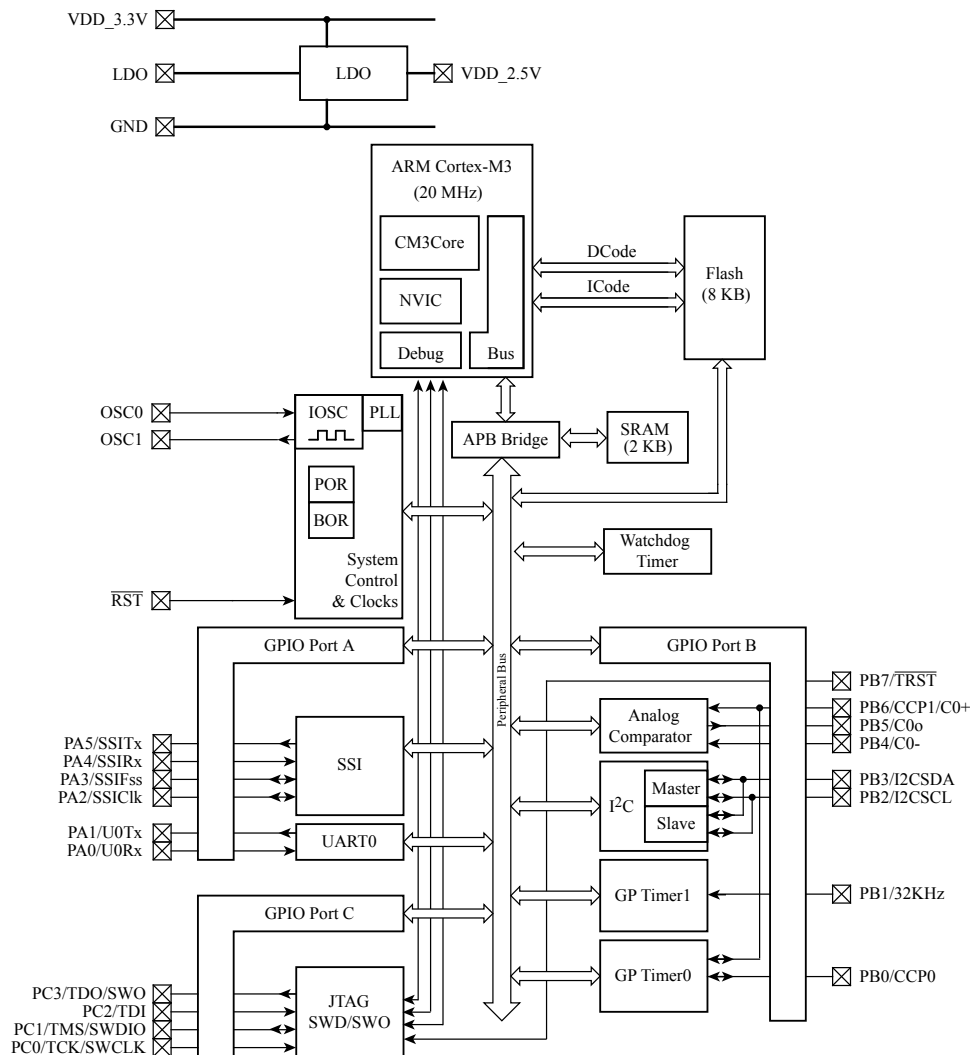 VDD_3.3V
LDO
LDO
VDD_2.5V
GND
ARM Cortex-M3
(20 MHz)
CM3Core
NVIC
Debug
Bus
DCode
ICode
Flash
(8 KB)
OSC0
OSC1
IOSC
PLL
APB Bridge
SRAM
(2 KB)
POR
BOR
System
Control
& Clocks
Watchdog
Timer
RST
GPIO Port A
Peripheral Bus
GPIO Port B
PB7/TRST
PB6/CCP1/C0+
PB5/C0o
PB4/C0-
Analog
Comparator
PA5/SSITx
PA4/SSIRx
PA3/SSIFss
PA2/SSIClk
SSI
I²C
Master
Slave
PB3/I2CSDA
PB2/I2CSCL
PA1/U0Tx
PA0/U0Rx
UART0
GP Timer1
PB1/32KHz
GPIO Port C
GP Timer0
PB0/CCP0
PC3/TDO/SWO
PC2/TDI
PC1/TMS/SWDIO
PC0/TCK/SWCLK
JTAG
SWD/SWO